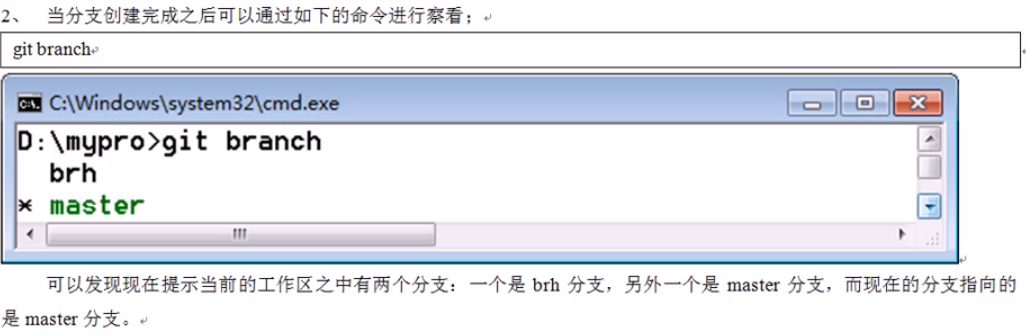 2、 当分支创建完成之后可以通过如下的命令进行察看；
git branch
C:\Windows\system32\cmd.exe
D:\mypro>git branch
brh
* master
可以发现现在提示当前的工作区之中有两个分支：一个是 brh 分支，另外一个是 master 分支，而现在的分支指向的
是 master 分支。